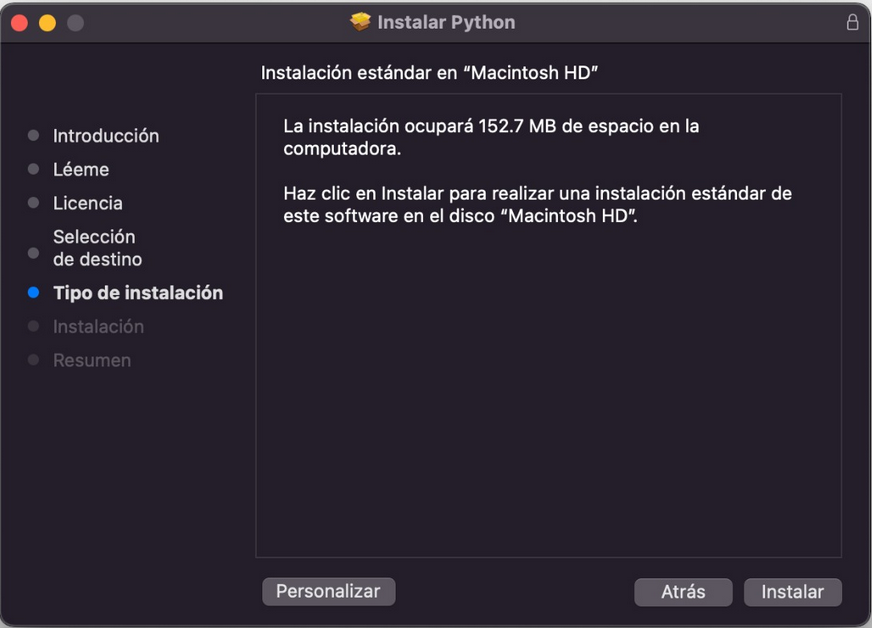 Instalar Python
Instalación estándar en “Macintosh HD”
Introducción
Léeme
Licencia
Selección
de destino
Tipo de instalación
Instalación
Resumen
La instalación ocupará 152.7 MB de espacio en la
computadora.
Haz clic en Instalar para realizar una instalación estándar de
este software en el disco “Macintosh HD”.
Personalizar
Atrás
Instalar